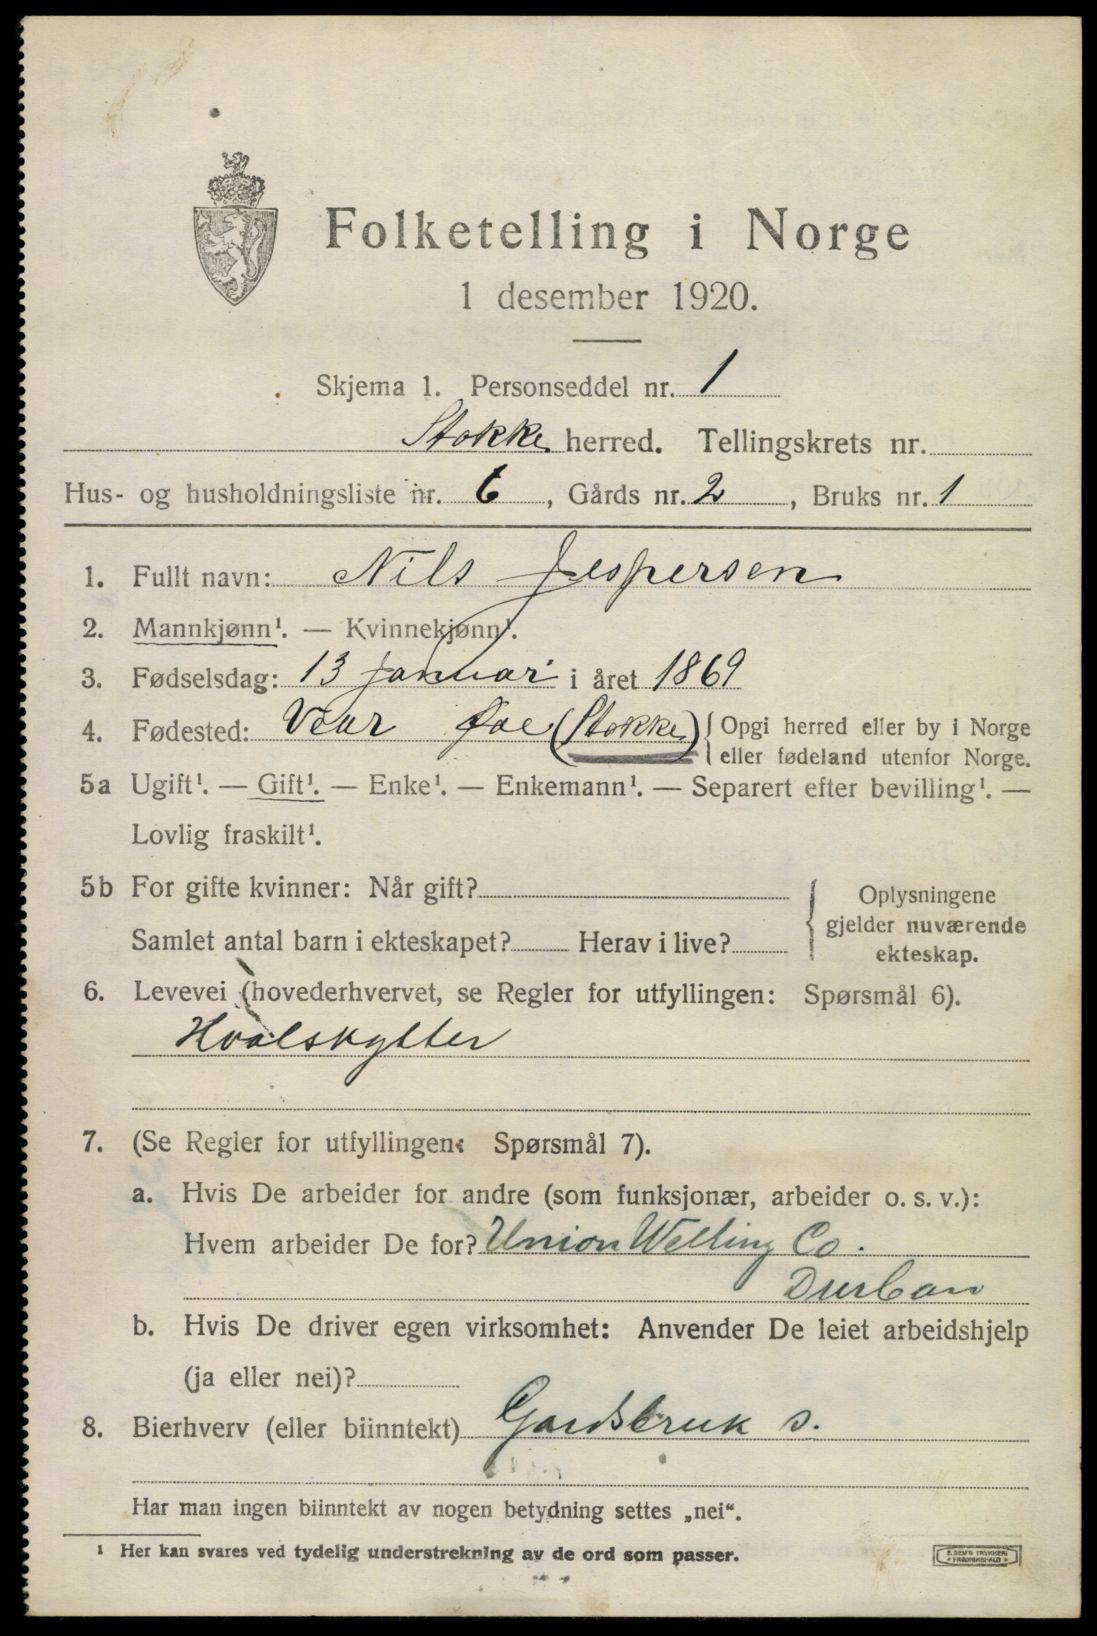 Folketelling i Norge
1 desember 1920.
Skjema 1. Personseddel nr. 1
Stokke herred. Tellingskrets nr.
Hus- og husholdningsliste nr. 6, Gårds nr. 2, Bruks nr. 1
1. Fullt navn: Nils Jespersen
2. Mannkjønn¹. — Kvinnekjønn¹.
3. Fødselsdag: 13 januar i året 1869
4. Fødested: Vear (Stokke) { Opgi herred eller by i Norge
eller fødeland utenfor Norge.
5a Ugift¹. — Gift¹. — Enke¹. — Enkemann¹. — Separert efter bevilling¹. —
Lovlig fraskilt¹.
5b For gifte kvinner: Når gift?
Samlet antal barn i ekteskapet? Herav i live?
Oplysningene
gjelder nuværende
ekteskap.
6. Levevei (hovederhvervet, se Regler for utfyllingen: Spørsmål 6).
Hvalskytter
7. (Se Regler for utfyllingen: Spørsmål 7).
a. Hvis De arbeider for andre (som funksjonær, arbeider o. s. v.):
Hvem arbeider De for? Union Welling Co.
Durban
b. Hvis De driver egen virksomhet: Anvender De leiet arbeidshjelp
(ja eller nei)?
8. Bierhverv (eller biinntekt) Gardsbruk s.
Har man ingen biinntekt av nogen betydning settes „nei“.
¹ Her kan svares ved tydelig understrekning av de ord som passer.